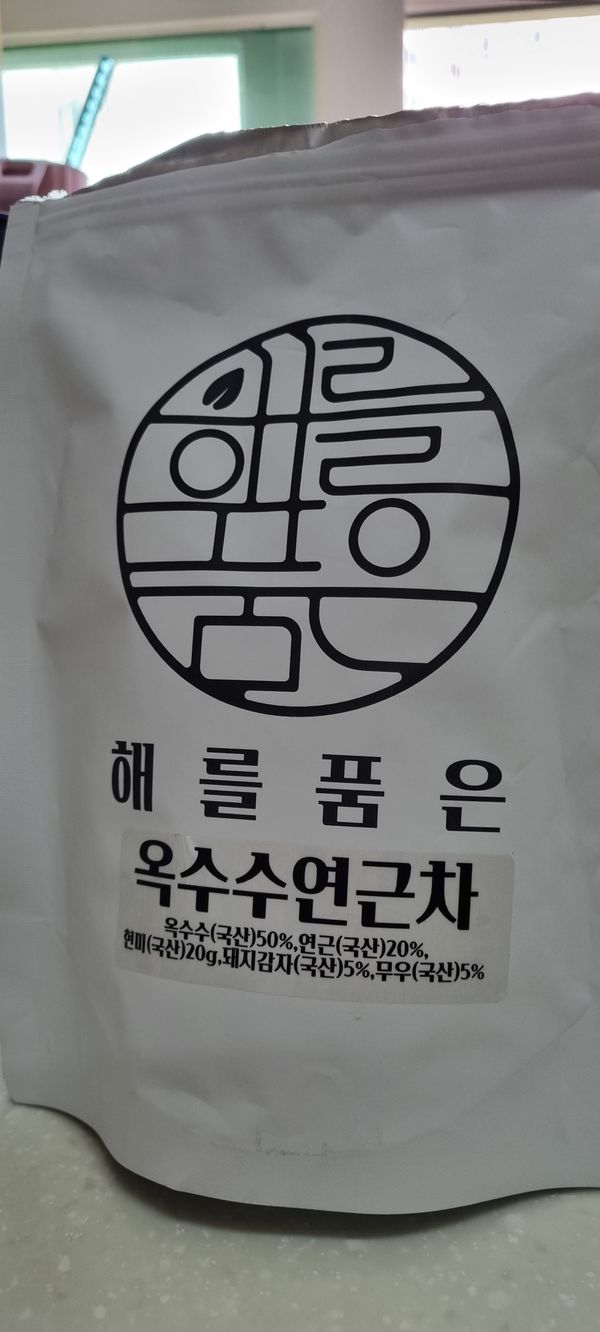 해를품은
해를품은
옥수수연근차
옥수수(국산)50%,연근(국산)20%,
현미(국산)20g,돼지감자(국산)5%,무우(국산)5%